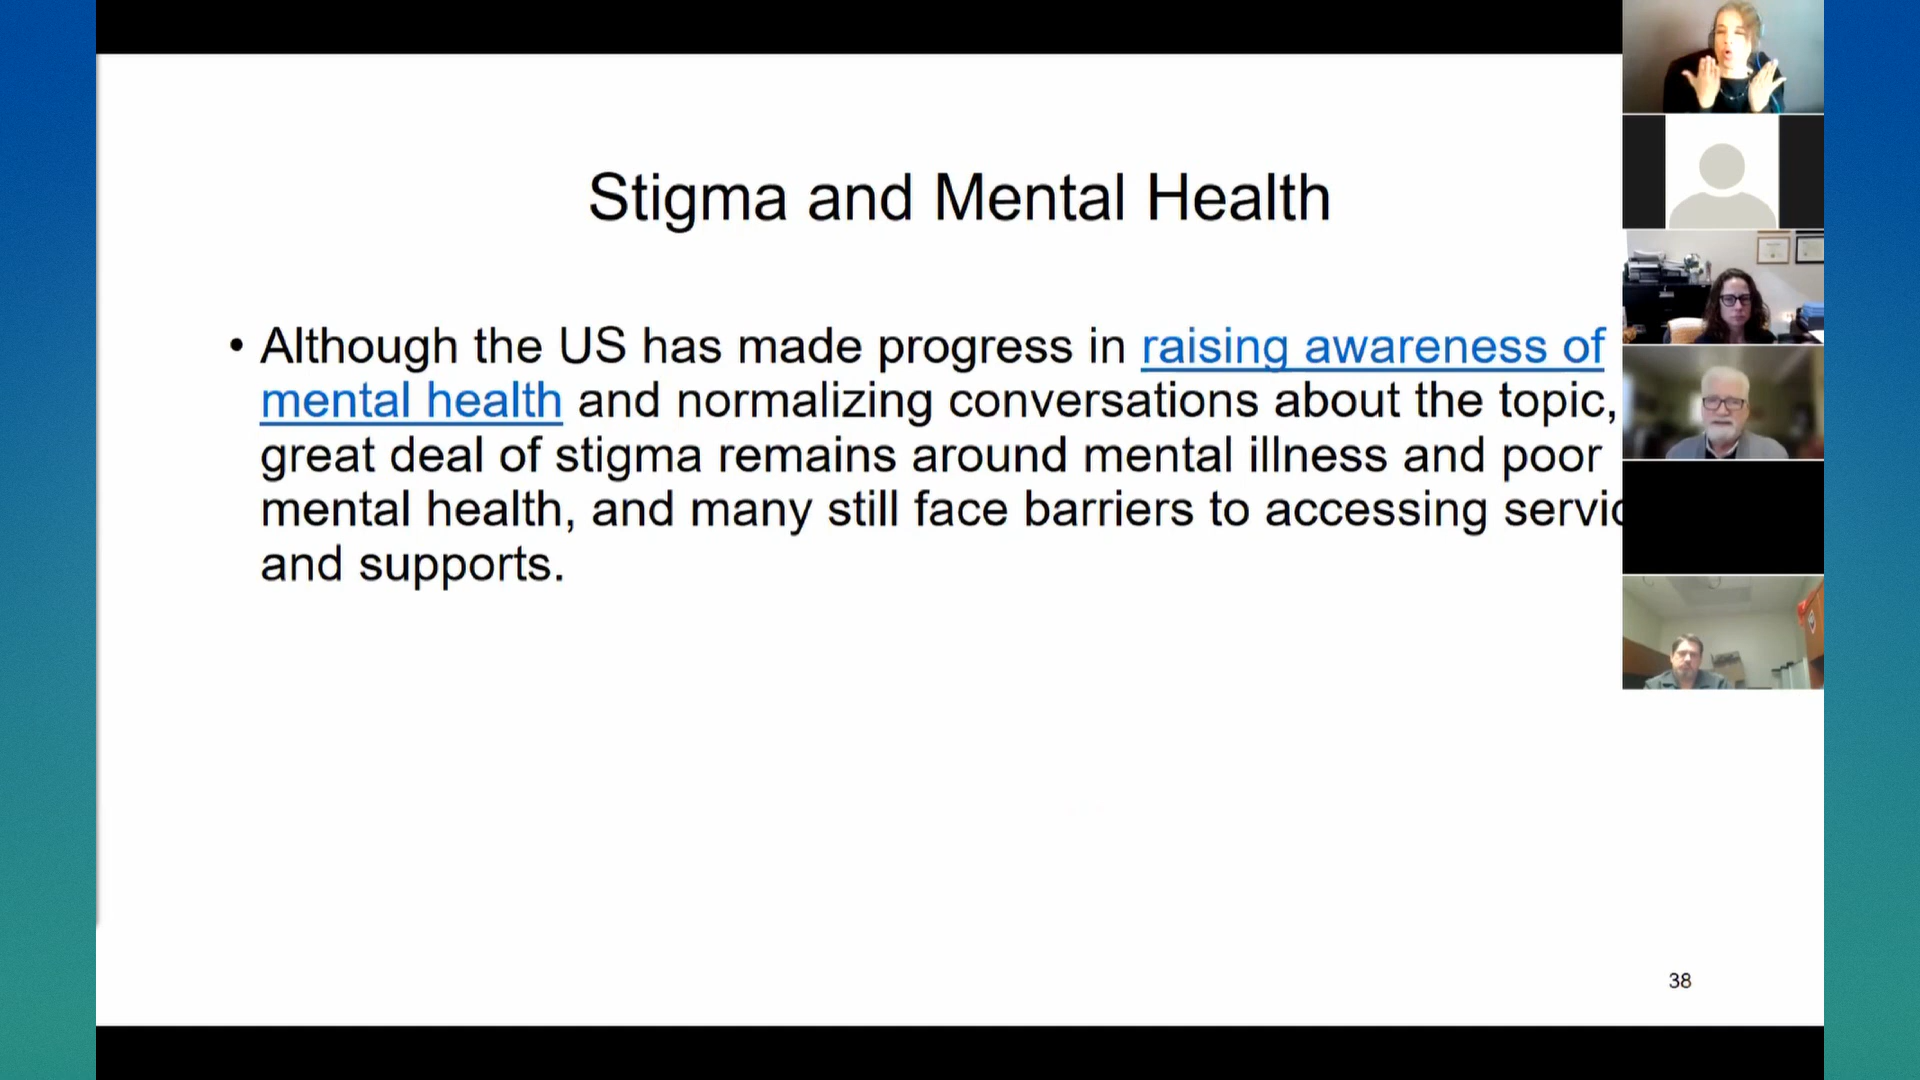 Stigma and Mental Health
• Although the US has made progress in raising awareness of
mental health and normalizing conversations about the topic,
great deal of stigma remains around mental illness and poor
mental health, and many still face barriers to accessing
and supports.
38